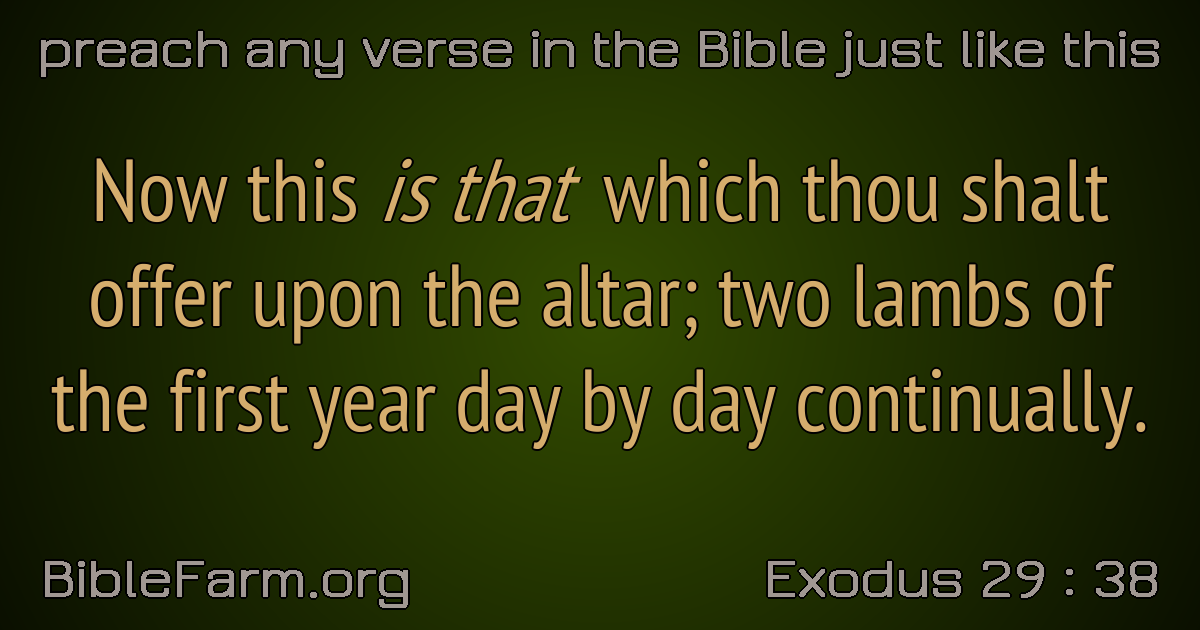 preach any verse in the Bible just like this
Now this is that which thou shalt
offer upon the altar; two lambs of
the first year day by day continually.
BibleFarm.org
Exodus 29 : 38